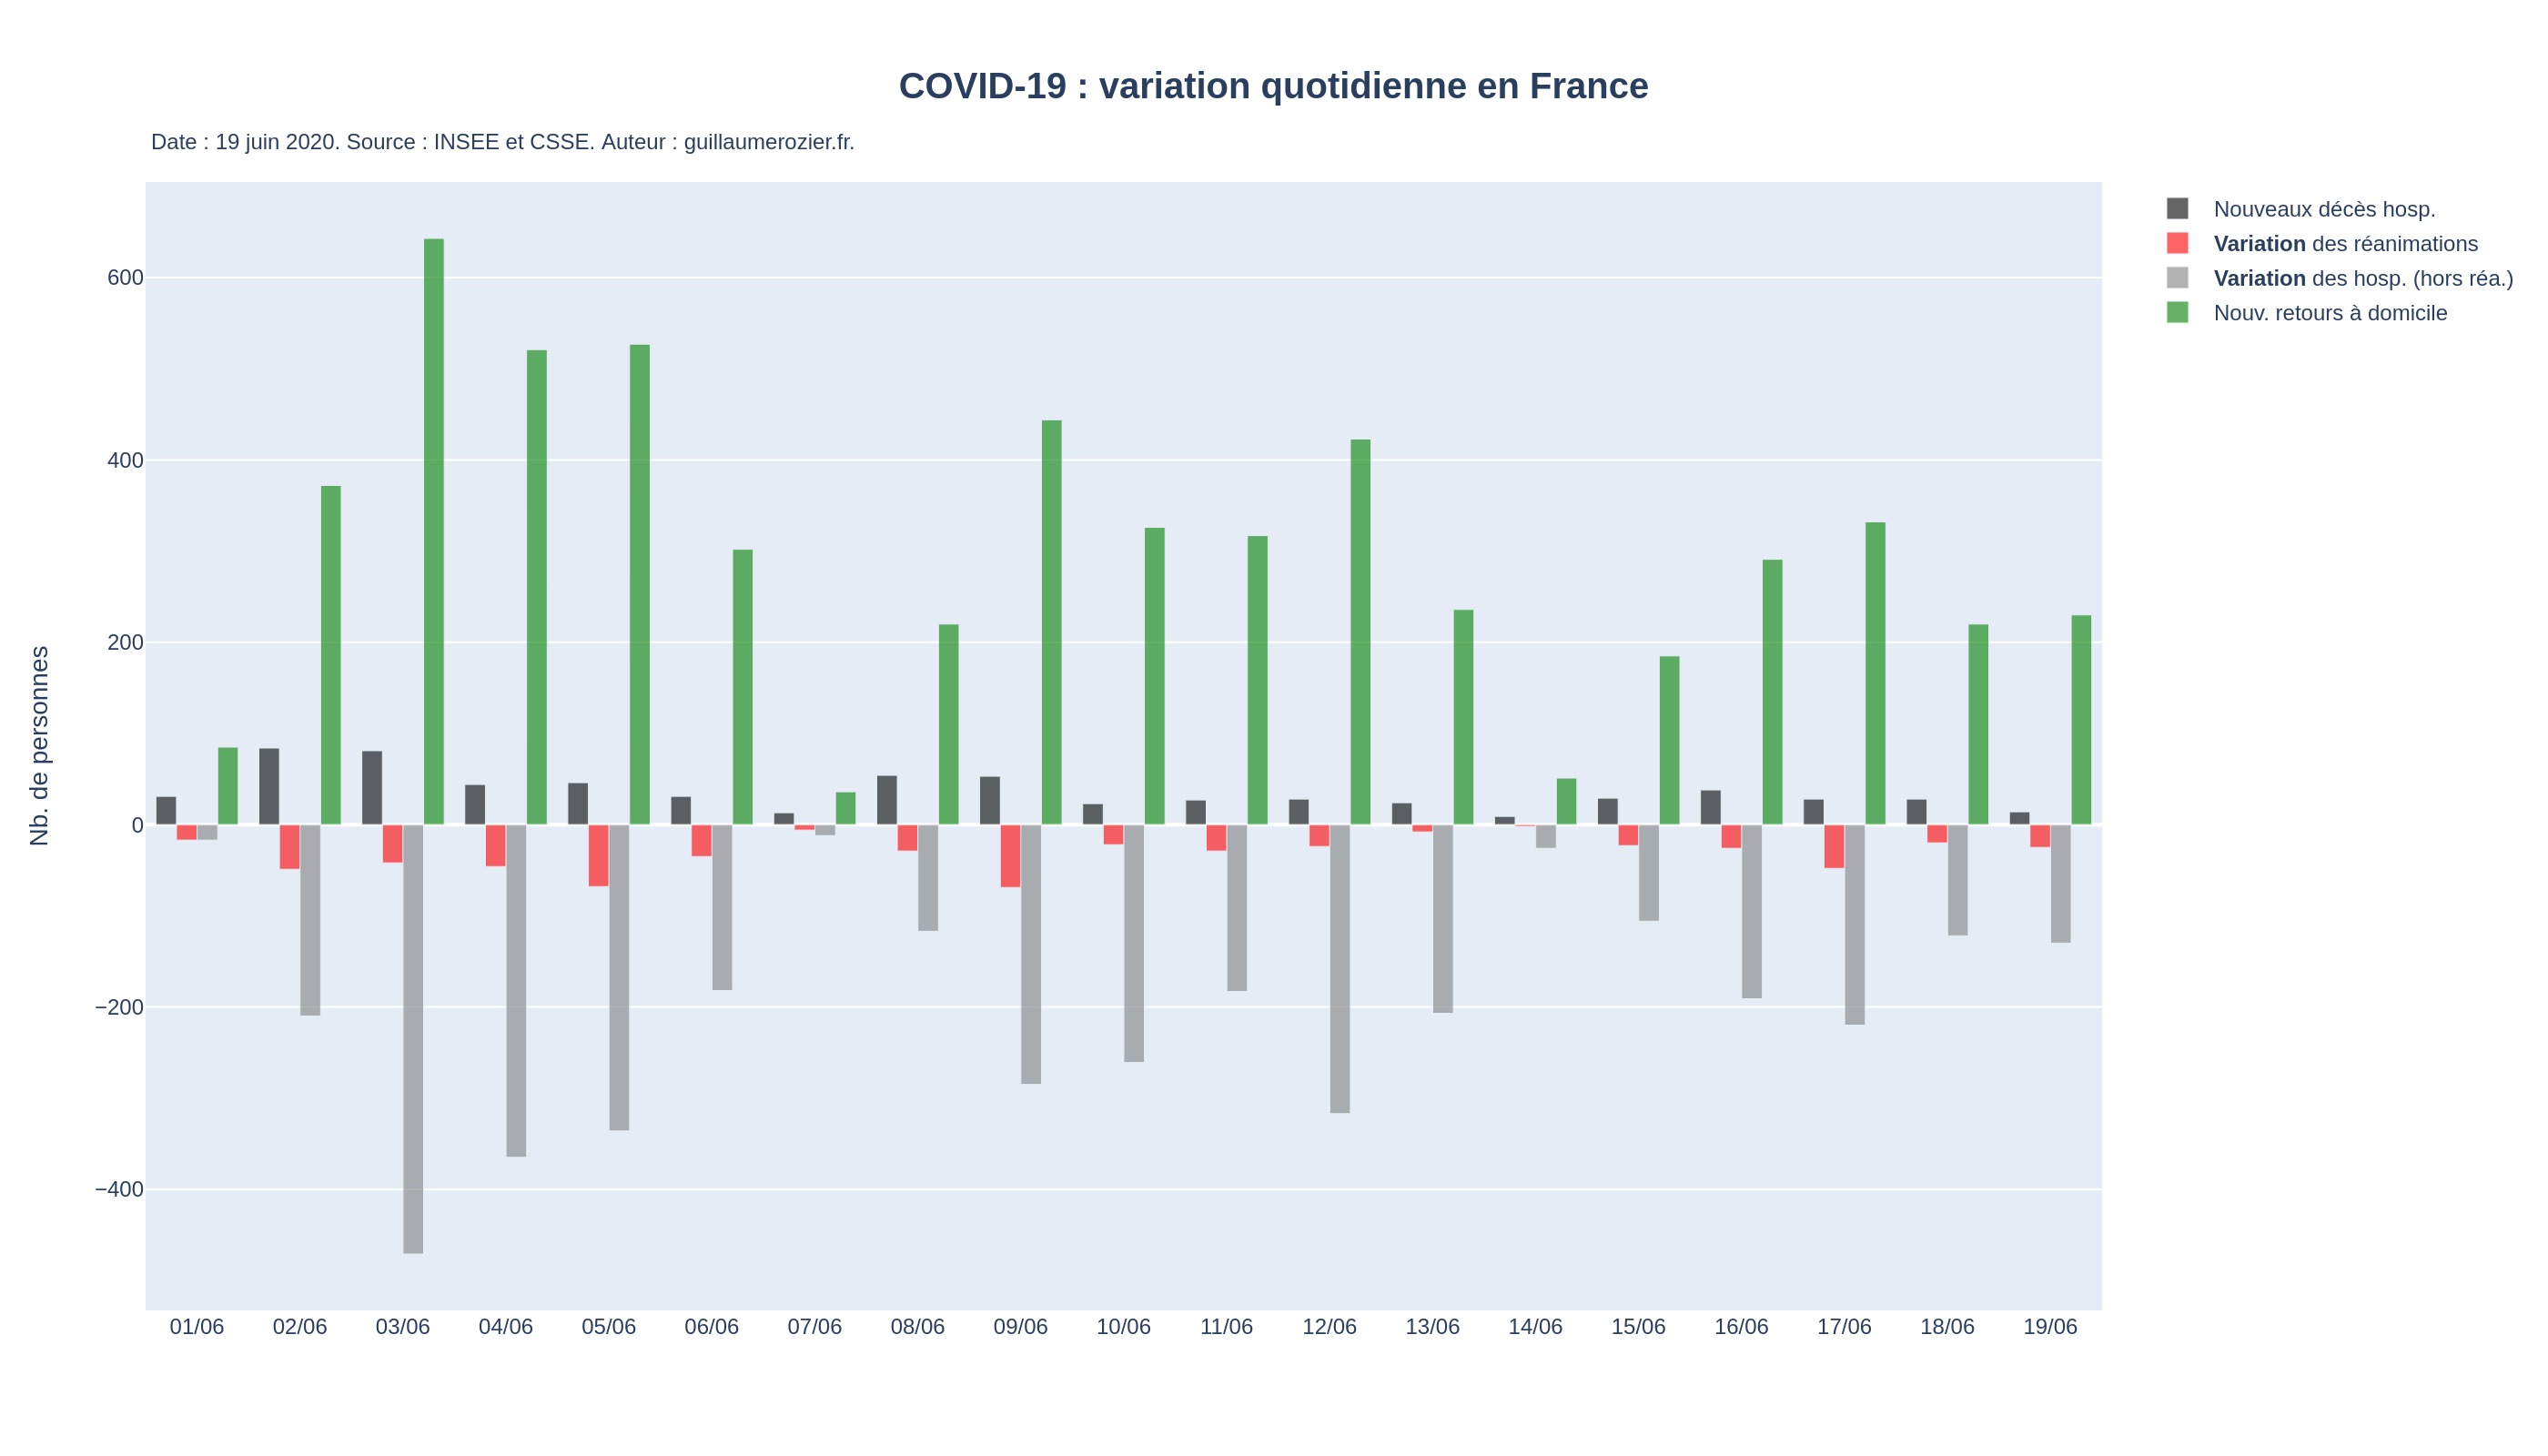 COVID-19 : variation quotidienne en France
Date : 19 juin 2020. Source : INSEE et CSSE. Auteur : guillaumerozier.fr.
Nouveaux décès hosp.
Variation des réanimations
Variation des hosp. (hors réa.)
Nouv. retours à domicile
Nb. de personnes
600
400
200
0
−200
−400
01/06 02/06 03/06 04/06 05/06 06/06 07/06 08/06 09/06 10/06 11/06 12/06 13/06 14/06 15/06 16/06 17/06 18/06 19/06